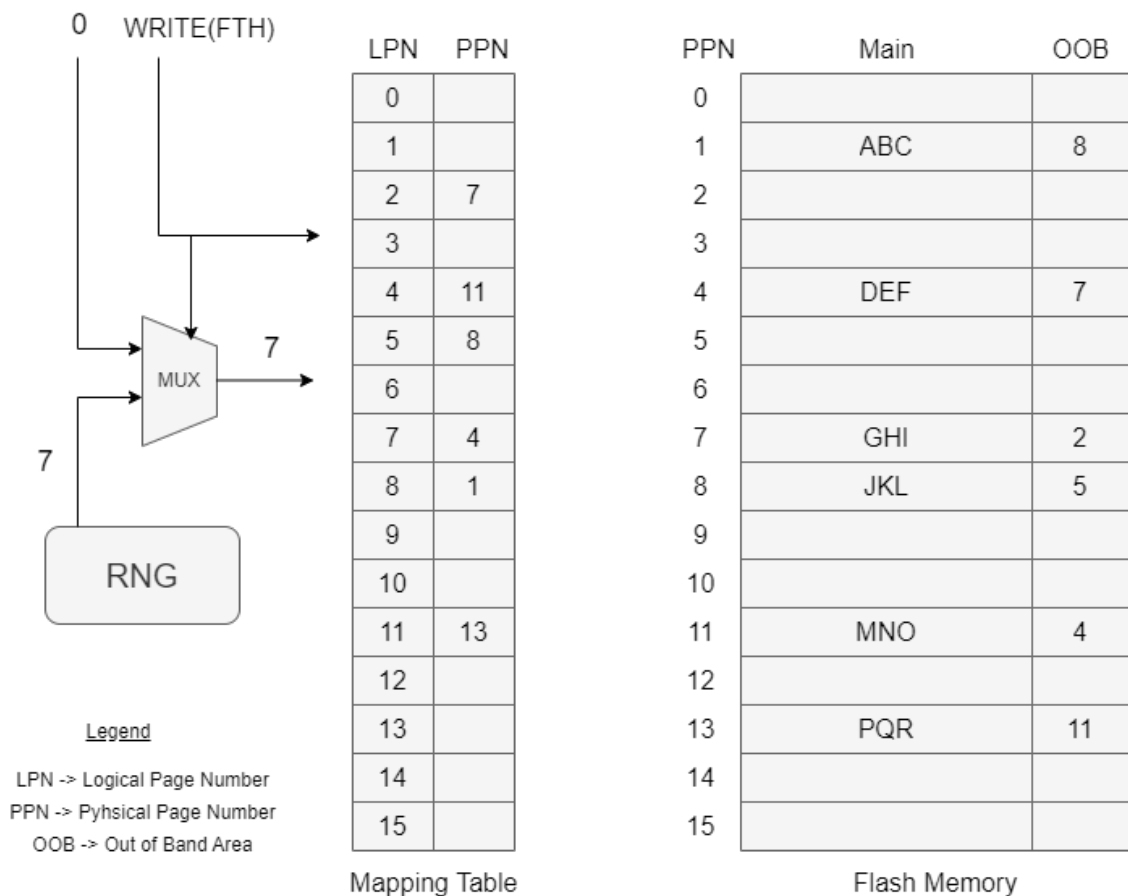 0 WRITE(FTH)
LPN PPN
PPN Main OOB
0
1
2 7
3
4 11
5 8
6
7 4
8 1
9
10
11 13
12
13
14
15
Mapping Table
0
1 ABC 8
2
3
4 DEF 7
5
6
7 GHI 2
8 JKL 5
9
10
11 MNO 4
12
13 PQR 11
14
15
Flash Memory
7
MUX
7
RNG
Legend
LPN -> Logical Page Number
PPN -> Pyhsical Page Number
OOB -> Out of Band Area